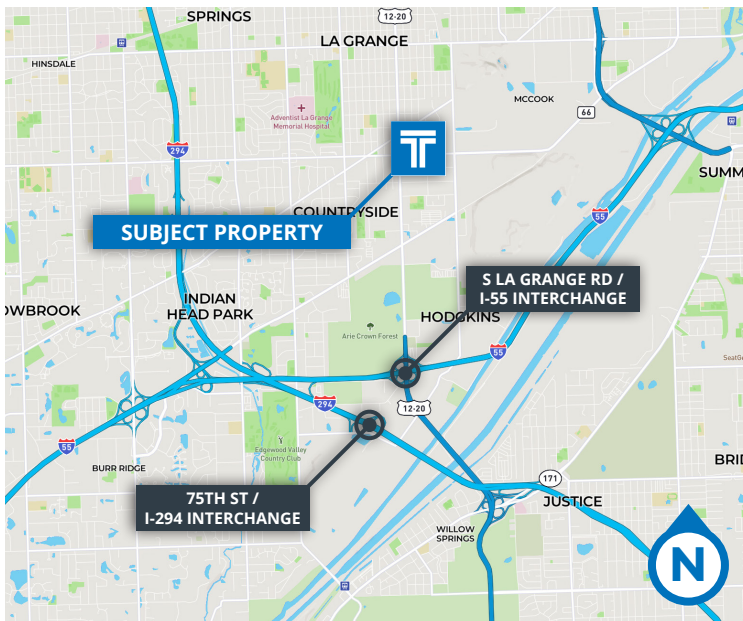 SPRINGS
12-20
LA GRANGE
HINSDALE
MCCOOK
Adventist La Grange
Memorial Hospital
66
294
SUMM
COUNTRYSIDE
SUBJECT PROPERTY
55
S LA GRANGE RD /
I-55 INTERCHANGE
OWBROOK
INDIAN
HEAD PARK
HODGKINS
Arie Crown Forest
55
SeatGe
294
12-20
55
Edgewood Valley
Country Club
BURR RIDGE
BRID
171
75TH ST /
I-294 INTERCHANGE
JUSTICE
WILLOW
SPRINGS
N